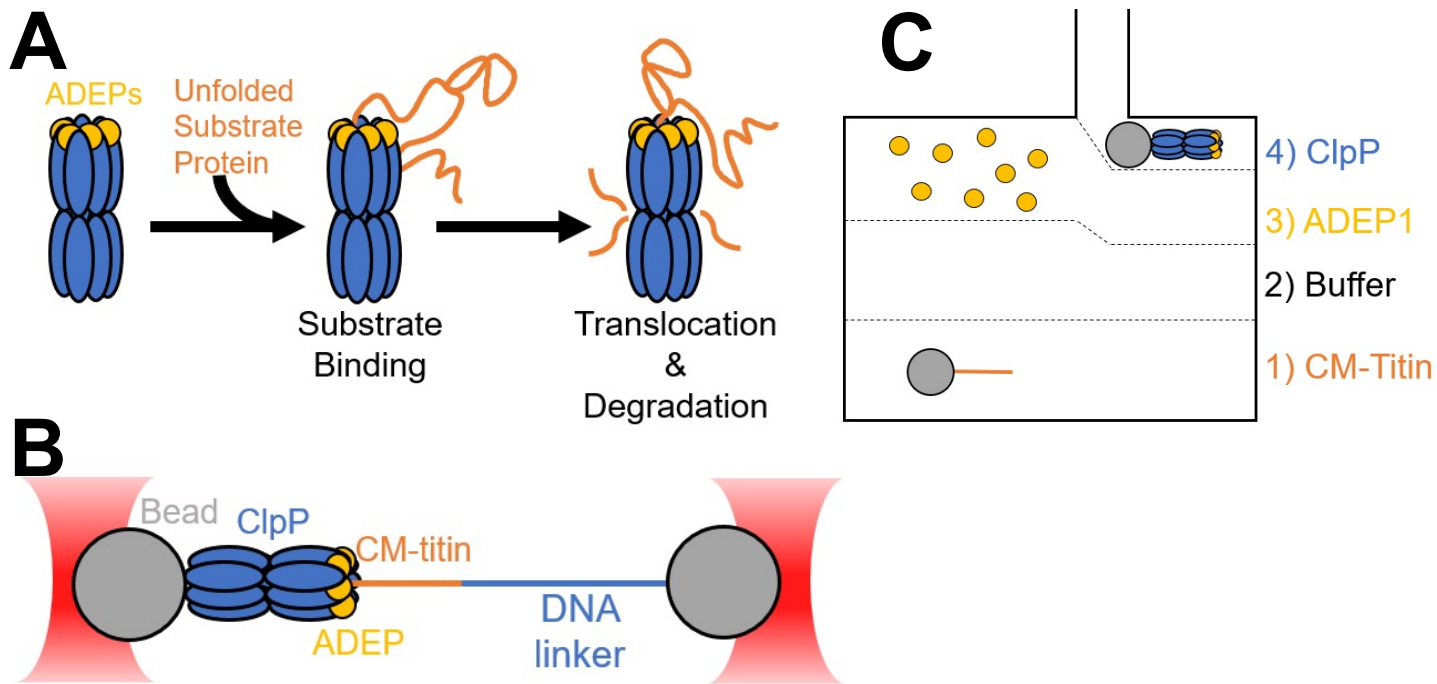 A
ADEPs
Unfolded
Substrate
Protein
Substrate
Binding
Translocation
&
Degradation
B
Bead
ClpP
CM-titin
ADEP
DNA
linker
C
4) ClpP
3) ADEP1
2) Buffer
1) CM-Titin